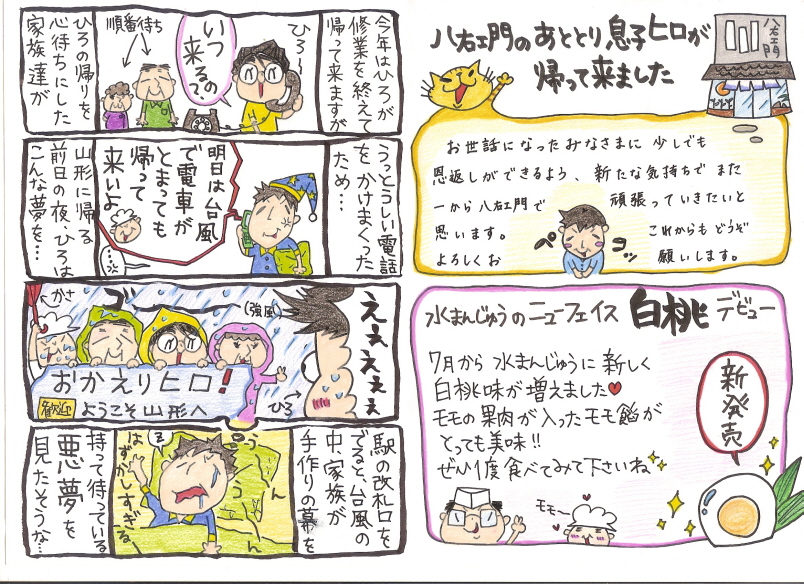 八右ヱ門のあととり息子ヒロが
帰って来ました
八右ヱ門
お世話になったみなさまに 少しでも
恩返しができるよう、新たな気持ちで また
一から八右ヱ門で 頑張っていきたいと
思います。 これからも どうぞ
よろしくお 願いします。
ペコッ
水まんじゅうのニューフェイス 白桃 デビュー
7月から 水まんじゅうに 新しく
白桃味が増えました♥
モモの果肉が入ったモモ餡が
とっても美味!!
ぜひ1度食べてみて下さいね
新発売
モモー
今年はひろが
修業を終えて
帰って来ますが
ひろ〜
いつ
来るの?
順番待ち
ひろの帰りを
心待ちにした
家族達が
うっとうしい電話
をかけまくった
ため…
明日は台風
で電車が
とまっても
帰って
来いよ
山形に帰る
前日の夜、ひろは
こんな夢を…
えぇぇぇぇ
ゴー
(強風)
かさ
ひろ
おかえりヒロ!
歓迎 ようこそ山形へ
駅の改札口を
でると、台風の
中、家族が
手作りの幕を
うーん
はずかしすぎる
持って待っている
悪夢を
見たそうな…